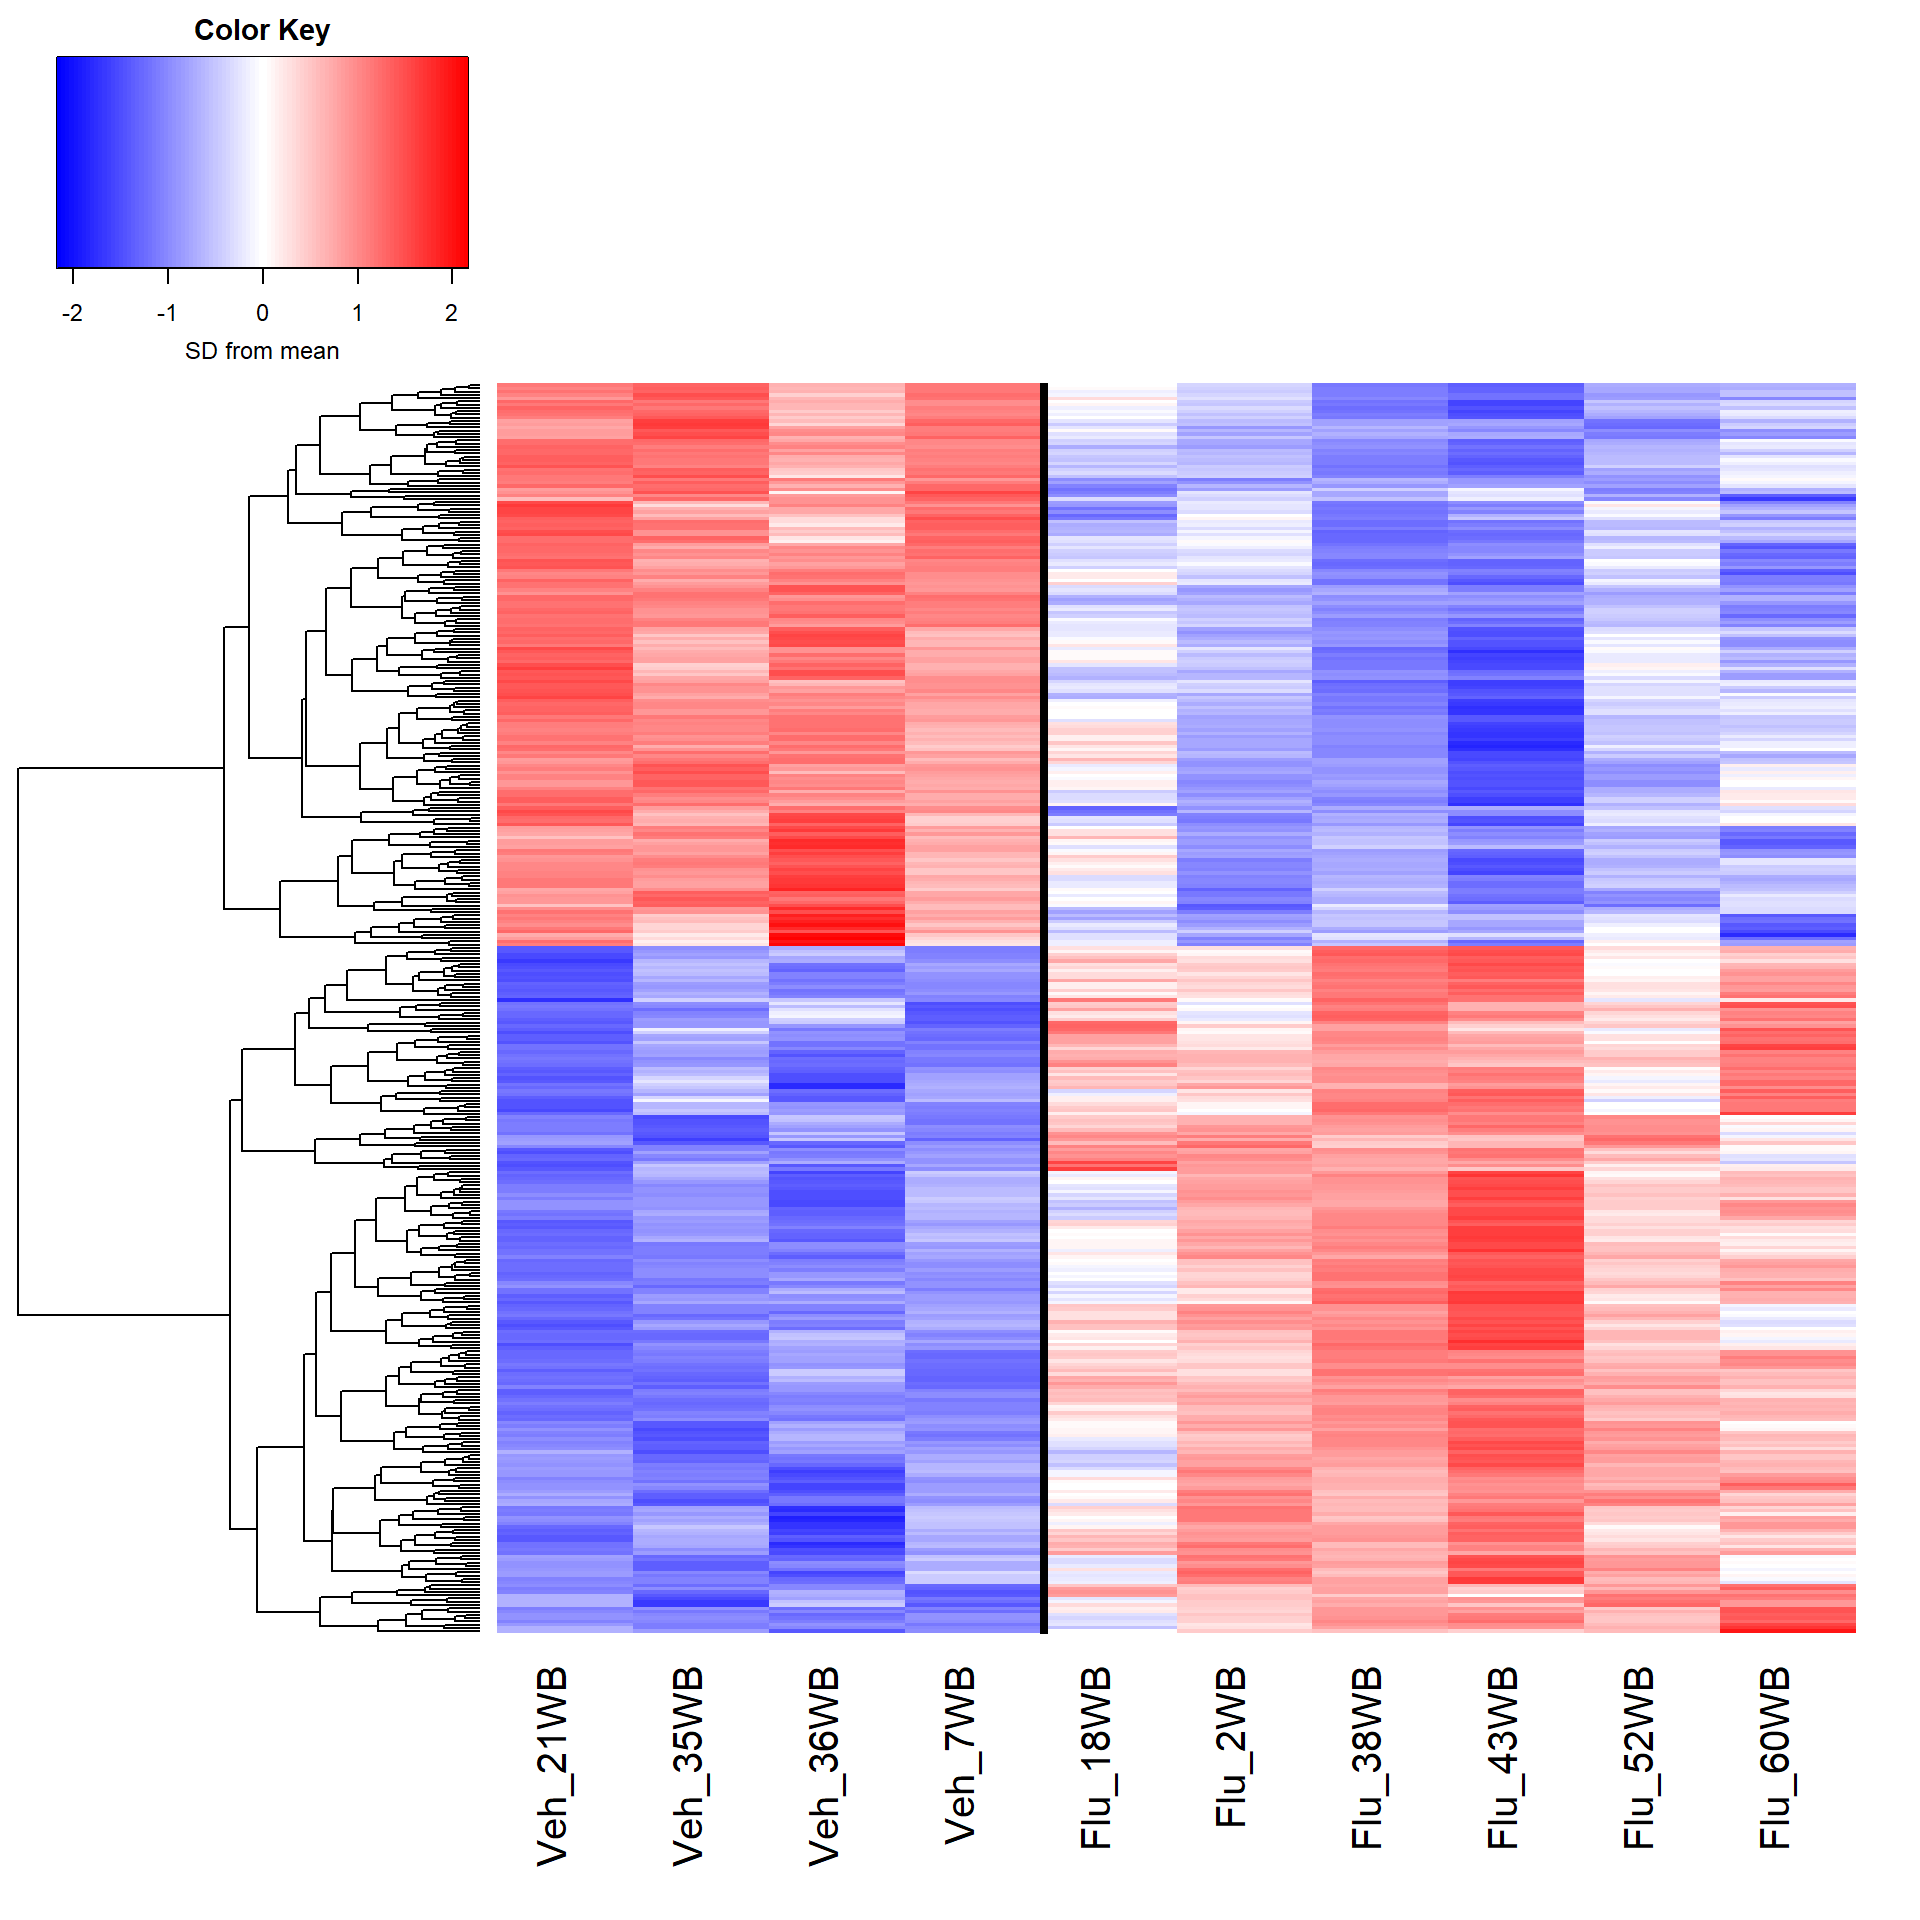 Color Key
-2 -1 0 1 2
SD from mean
Veh_21WB
Veh_35WB
Veh_36WB
Veh_7WB
Flu_18WB
Flu_2WB
Flu_38WB
Flu_43WB
Flu_52WB
Flu_60WB